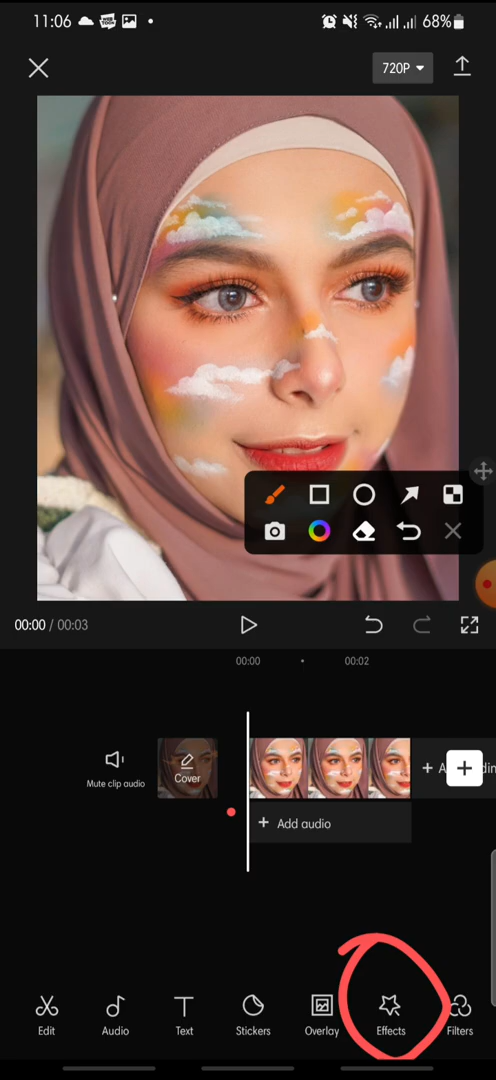 11:06
68%
720P
00:00 / 00:03
00:00
00:02
Mute clip audio
Cover
+ Add audio
Edit
Audio
Text
Stickers
Overlay
Effects
Filters